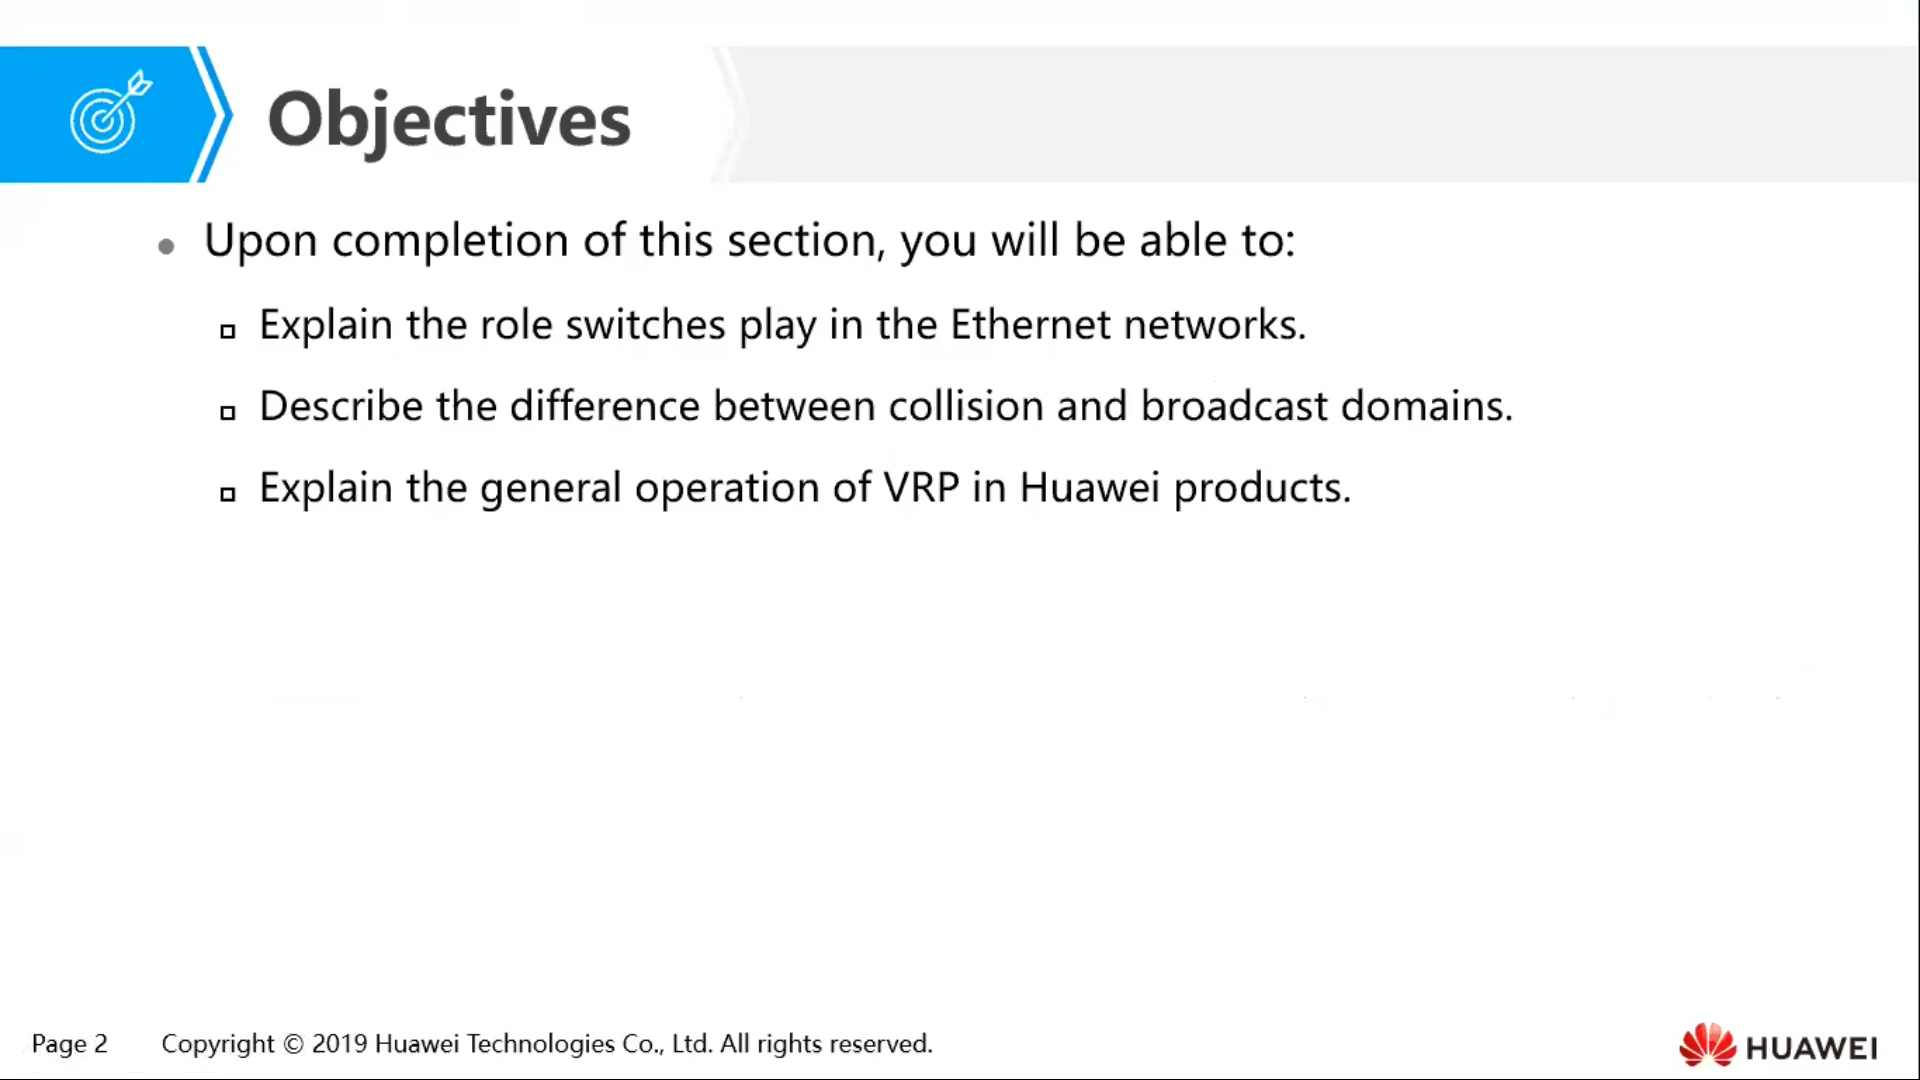 Objectives
Upon completion of this section, you will be able to:
Explain the role switches play in the Ethernet networks.
Describe the difference between collision and broadcast domains.
Explain the general operation of VRP in Huawei products.
Page 2 Copyright © 2019 Huawei Technologies Co., Ltd. All rights reserved.
HUAWEI